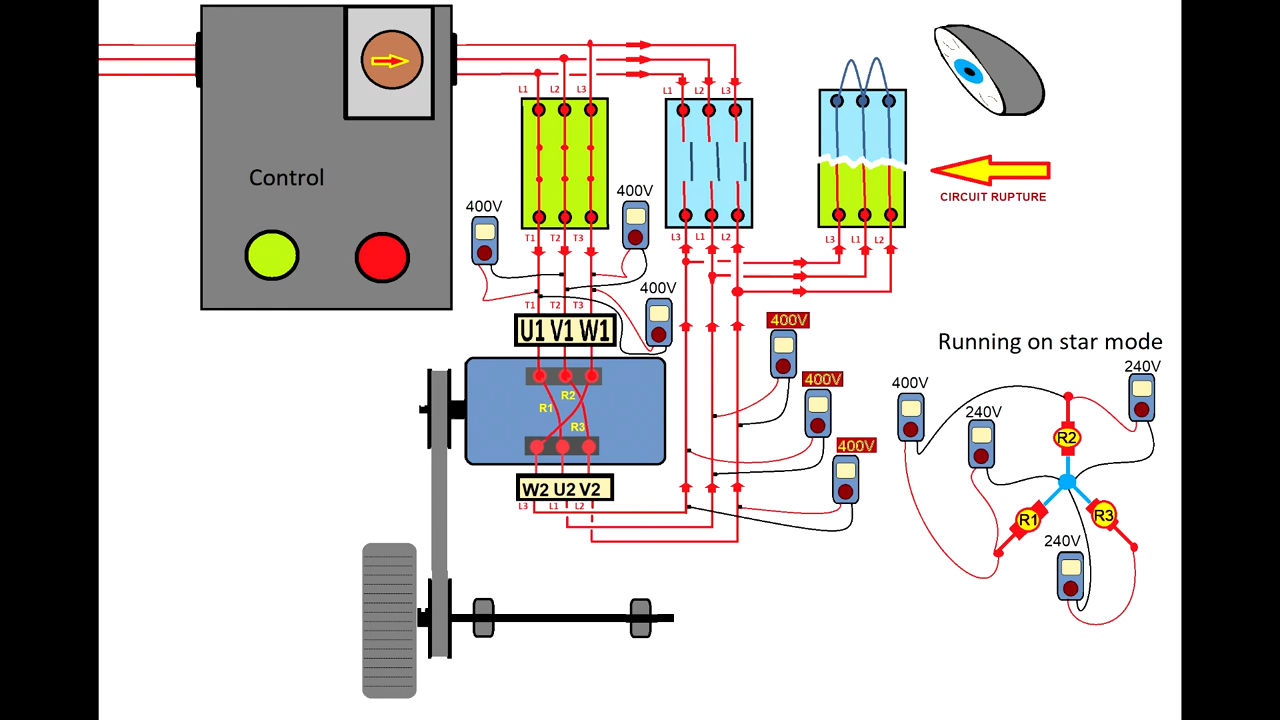 Control
L1 L2 L3
L1 L2 L3
400V
400V
T1 T2 T3
L3 L1 L2
L3 L1 L2
CIRCUIT RUPTURE
400V
T1 T2 T3
U1 V1 W1
400V
400V
400V
R2
R1
R3
W2 U2 V2
L3 L1 L2
Running on star mode
240V
400V
240V
R2
R1
R3
240V